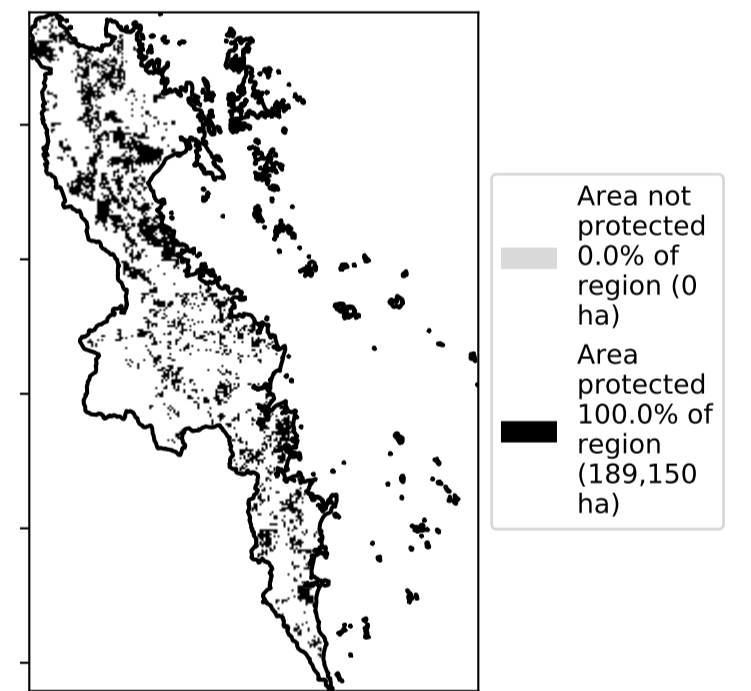 Area not
protected
0.0% of
region (0
ha)
Area
protected
100.0% of
region
(189,150
ha)